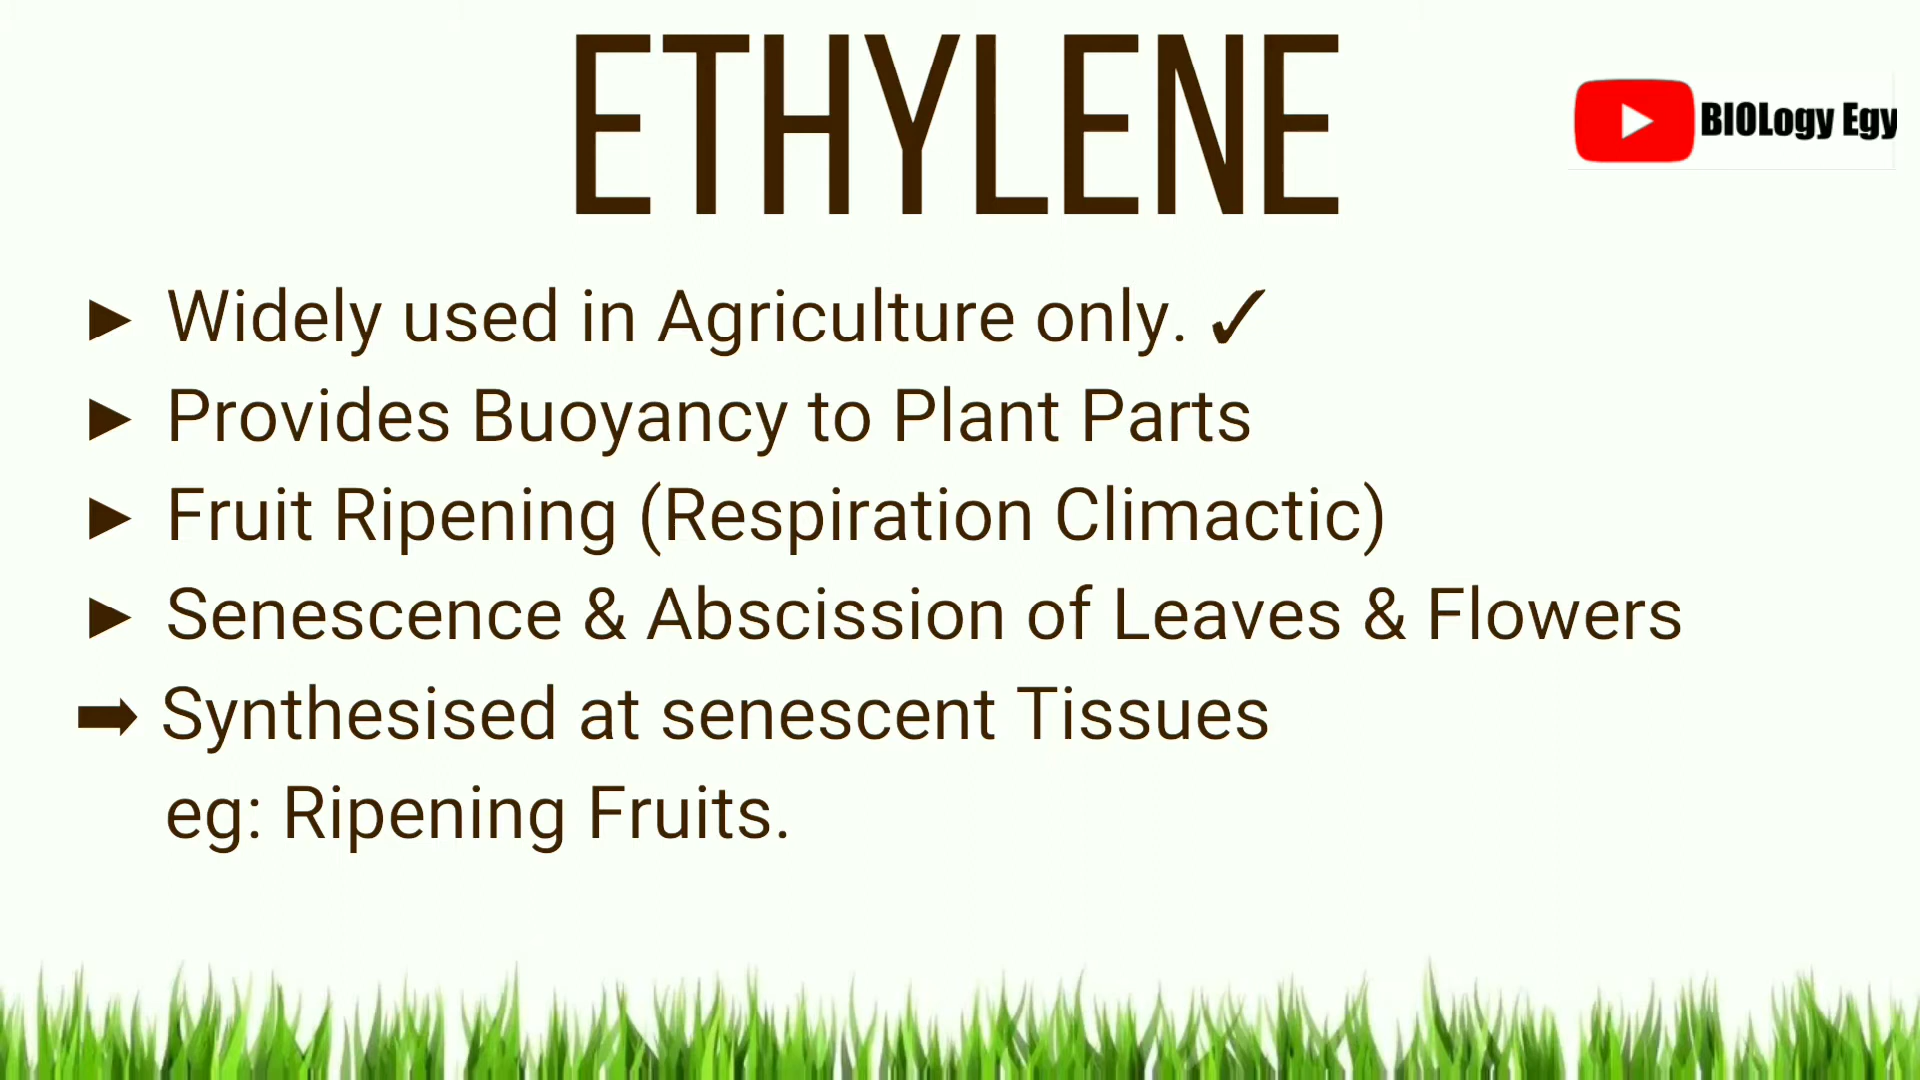 ETHYLENE
BIOLogy Egy
► Widely used in Agriculture only. ✓
► Provides Buoyancy to Plant Parts
► Fruit Ripening (Respiration Climactic)
► Senescence & Abscission of Leaves & Flowers
➡ Synthesised at senescent Tissues
eg: Ripening Fruits.